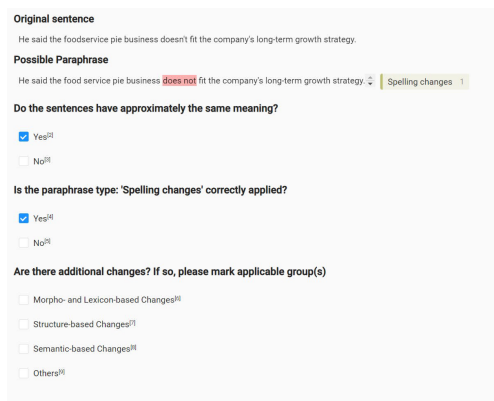 Original sentence
He said the foodservice pie business doesn't fit the company's long-term growth strategy.
Possible Paraphrase
He said the food service pie business does not fit the company's long-term growth strategy. Spelling changes 1
Do the sentences have approximately the same meaning?
Yes[2]
No[3]
Is the paraphrase type: 'Spelling changes' correctly applied?
Yes[4]
No[5]
Are there additional changes? If so, please mark applicable group(s)
Morpho- and Lexicon-based Changes[6]
Structure-based Changes[7]
Semantic-based Changes[8]
Others[9]